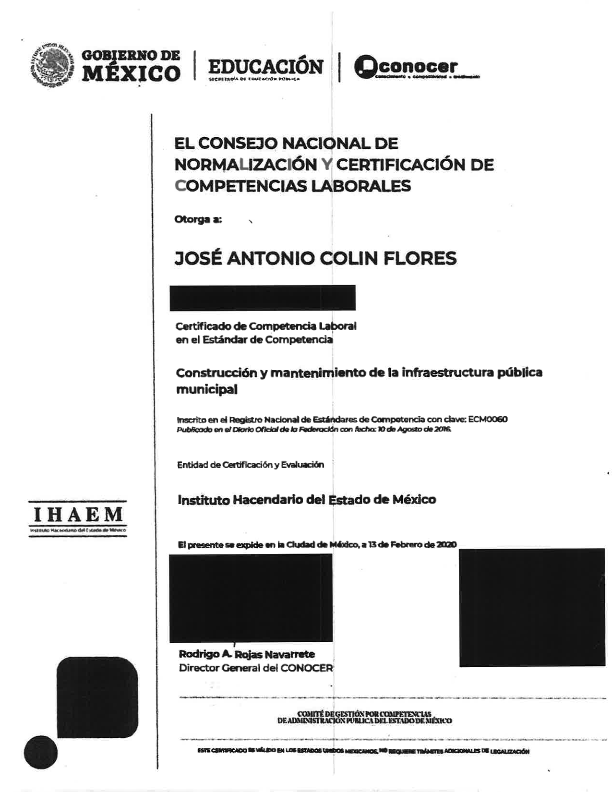 GOBIERNO DE
MÉXICO
EDUCACIÓN
SECRETARÍA DE EDUCACIÓN PÚBLICA
conocer
conocimiento • competitividad • crecimiento
EL CONSEJO NACIONAL DE
NORMALIZACIÓN Y CERTIFICACIÓN DE
COMPETENCIAS LABORALES
Otorga a:
JOSÉ ANTONIO COLIN FLORES
Certificado de Competencia Laboral
en el Estándar de Competencia
Construcción y mantenimiento de la infraestructura pública
municipal
Inscrito en el Registro Nacional de Estándares de Competencia con clave: ECM0060
Publicado en el Diario Oficial de la Federación con fecha: 10 de Agosto de 2016.
Entidad de Certificación y Evaluación
Instituto Hacendario del Estado de México
IHAEM
Instituto Hacendario del Estado de México
El presente se expide en la Ciudad de México, a 13 de Febrero de 2020
Rodrigo A. Rojas Navarrete
Director General del CONOCER
COMITÉ DE GESTIÓN POR COMPETENCIAS
DE ADMINISTRACIÓN PÚBLICA DEL ESTADO DE MÉXICO
ESTE CERTIFICADO ES VÁLIDO EN LOS ESTADOS UNIDOS MEXICANOS, NO REQUIERE TRÁMITES ADICIONALES DE LEGALIZACIÓN